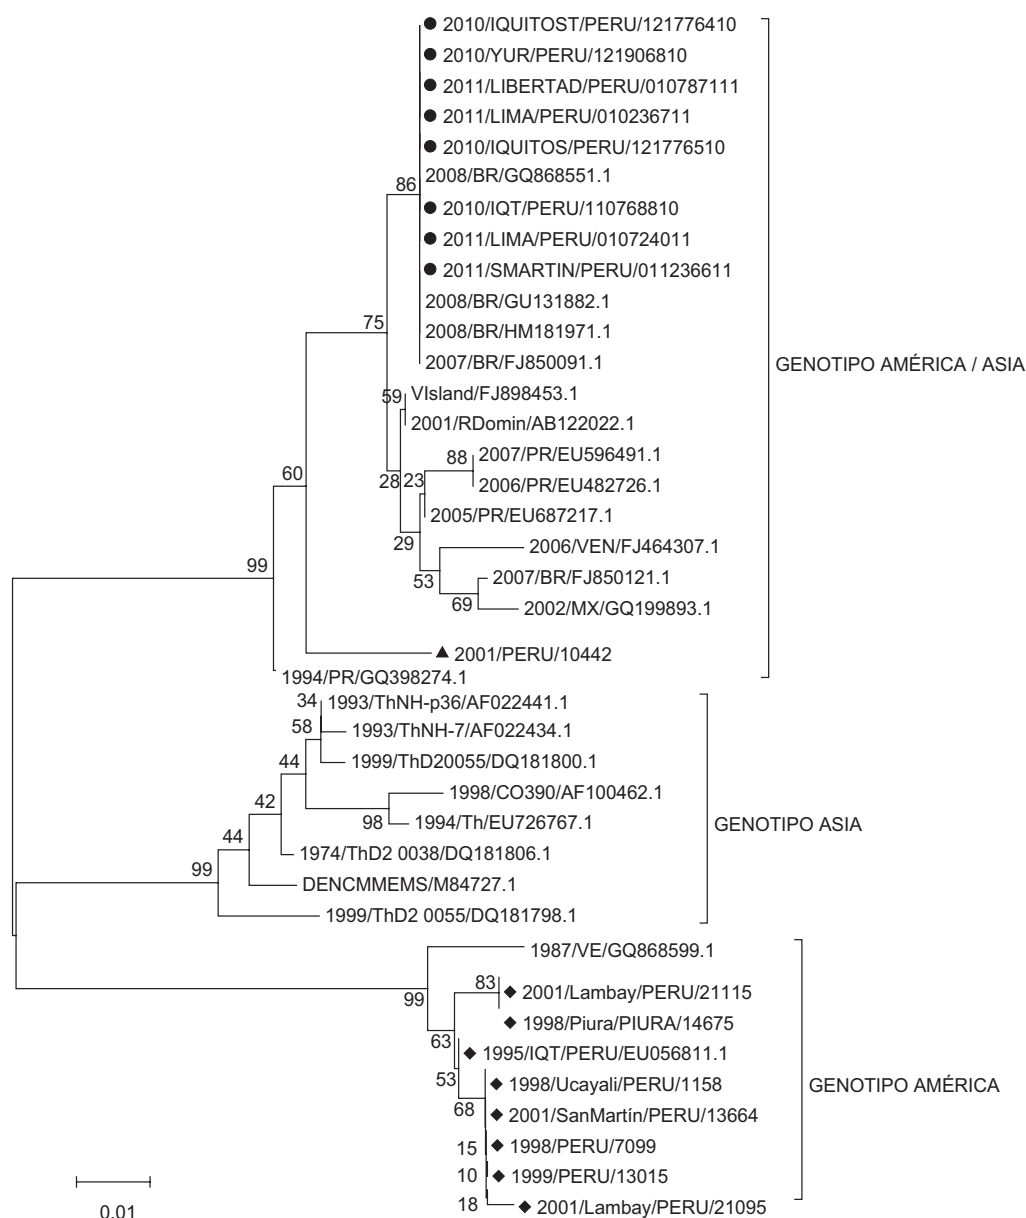 2010/IQUITOST/PERU/121776410
2010/YUR/PERU/121906810
2011/LIBERTAD/PERU/010787111
2011/LIMA/PERU/010236711
2010/IQUITOS/PERU/121776510
2008/BR/GQ868551.1
86
2010/IQT/PERU/110768810
2011/LIMA/PERU/010724011
2011/SMARTIN/PERU/011236611
2008/BR/GU131882.1
75
2008/BR/HM181971.1
2007/BR/FJ850091.1
GENOTIPO AMÉRICA / ASIA
59
VIsland/FJ898453.1
2001/RDomin/AB122022.1
88
2007/PR/EU596491.1
60
28
23
2006/PR/EU482726.1
2005/PR/EU687217.1
29
2006/VEN/FJ464307.1
99
53
2007/BR/FJ850121.1
69
2002/MX/GQ199893.1
2001/PERU/10442
1994/PR/GQ398274.1
34
1993/ThNH-p36/AF022441.1
58
1993/ThNH-7/AF022434.1
44
1999/ThD20055/DQ181800.1
1998/CO390/AF100462.1
42
98
1994/Th/EU726767.1
GENOTIPO ASIA
44
1974/ThD2 0038/DQ181806.1
99
DENCMMEMS/M84727.1
1999/ThD2 0055/DQ181798.1
1987/VE/GQ868599.1
83
99
2001/Lambay/PERU/21115
1998/Piura/PIURA/14675
63
1995/IQT/PERU/EU056811.1
53
1998/Ucayali/PERU/1158
GENOTIPO AMÉRICA
68
2001/SanMartín/PERU/13664
15
1998/PERU/7099
10
1999/PERU/13015
18
2001/Lambay/PERU/21095
0.01